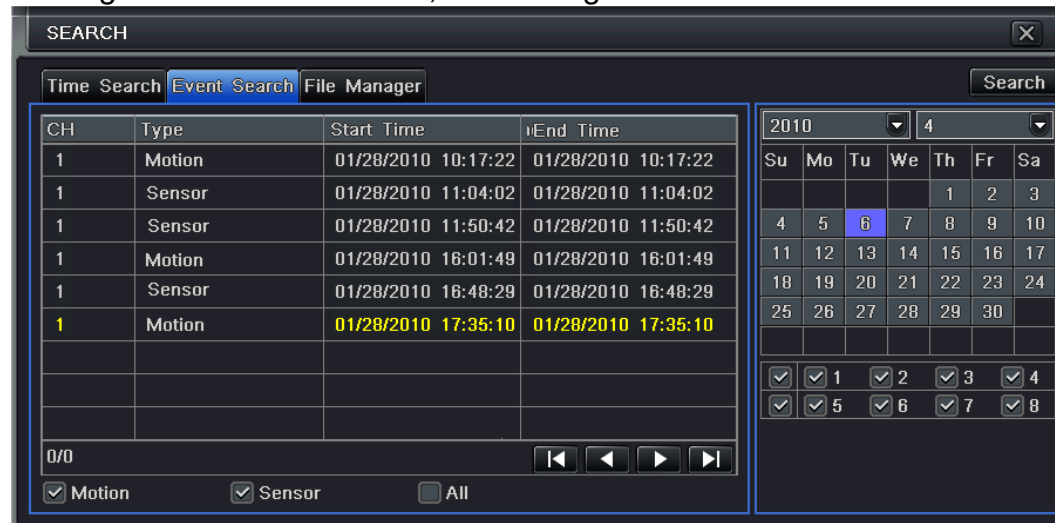 SEARCH
Time Search Event Search File Manager Search
CH Type Start Time End Time
1 Motion 01/28/2010 10:17:22 01/28/2010 10:17:22
1 Sensor 01/28/2010 11:04:02 01/28/2010 11:04:02
1 Sensor 01/28/2010 11:50:42 01/28/2010 11:50:42
1 Motion 01/28/2010 16:01:49 01/28/2010 16:01:49
1 Sensor 01/28/2010 16:48:29 01/28/2010 16:48:29
1 Motion 01/28/2010 17:35:10 01/28/2010 17:35:10
0/0
Motion Sensor All
2010 4
Su Mo Tu We Th Fr Sa
1 2 3
4 5 6 7 8 9 10
11 12 13 14 15 16 17
18 19 20 21 22 23 24
25 26 27 28 29 30
1 2 3 4
5 6 7 8